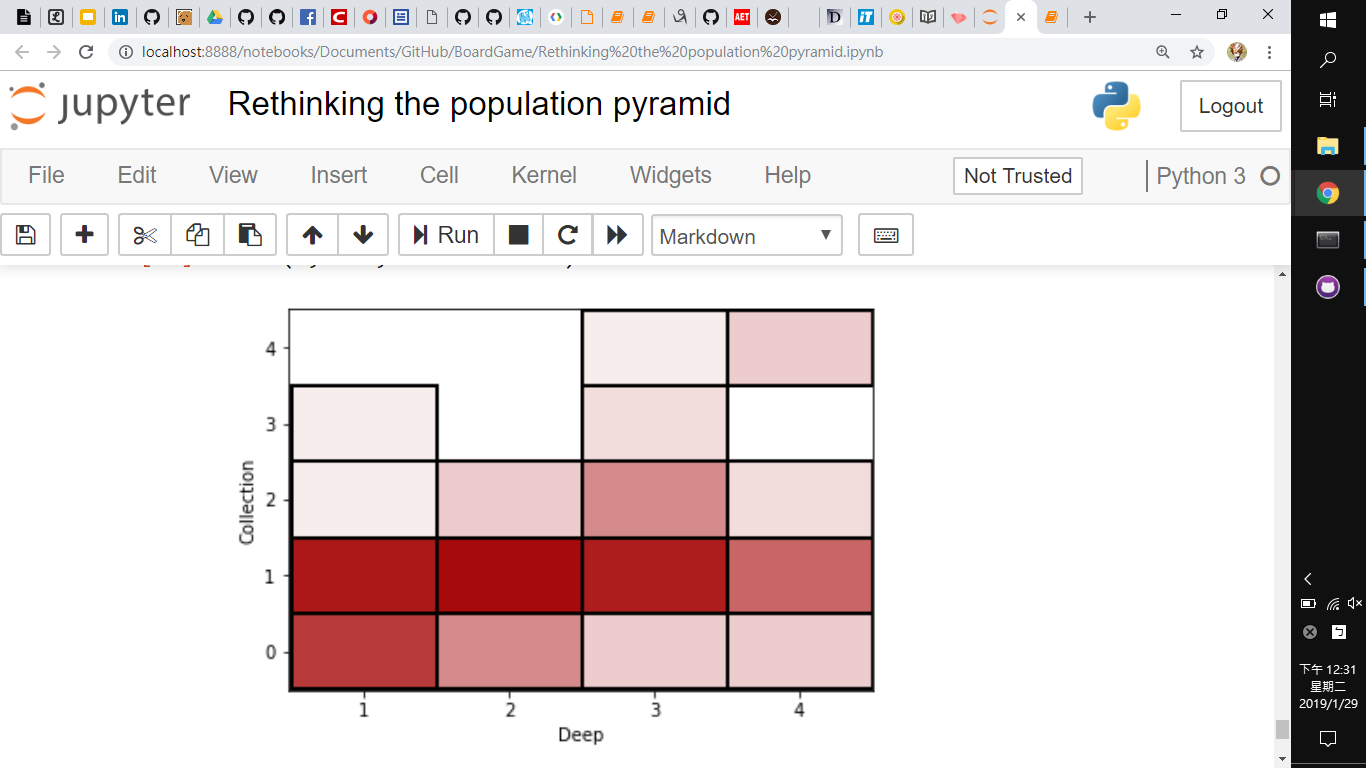 localhost:8888/notebooks/Documents/GitHub/BoardGame/Rethinking%20the%20population%20pyramid.ipynb
jupyter Rethinking the population pyramid Logout
File Edit View Insert Cell Kernel Widgets Help Not Trusted Python 3
Run Markdown
4
3
2
1
0
Collection
1 2 3 4
Deep
下午 12:31
星期二
2019/1/29